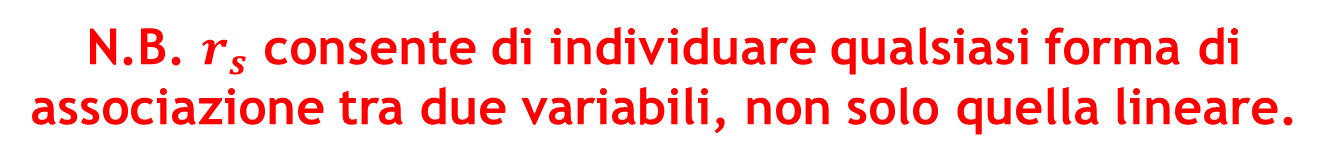 N.B. rₛ consente di individuare qualsiasi forma di
associazione tra due variabili, non solo quella lineare.